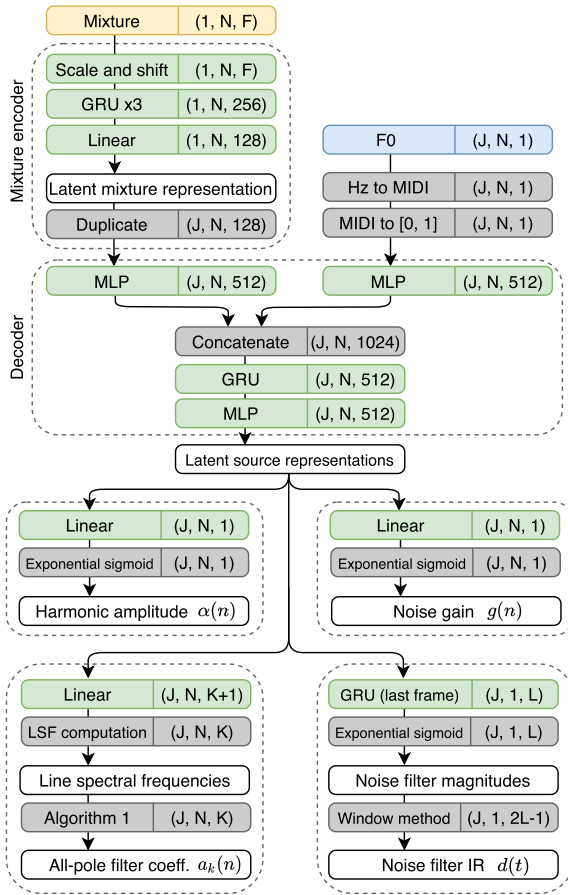 Mixture (1, N, F)
Mixture encoder
Scale and shift (1, N, F)
GRU x3 (1, N, 256)
Linear (1, N, 128)
Latent mixture representation
Duplicate (J, N, 128)
F0 (J, N, 1)
Hz to MIDI (J, N, 1)
MIDI to [0, 1] (J, N, 1)
Decoder
MLP (J, N, 512)
MLP (J, N, 512)
Concatenate (J, N, 1024)
GRU (J, N, 512)
MLP (J, N, 512)
Latent source representations
Linear (J, N, 1)
Exponential sigmoid (J, N, 1)
Harmonic amplitude α(n)
Linear (J, N, 1)
Exponential sigmoid (J, N, 1)
Noise gain g(n)
Linear (J, N, K+1)
LSF computation (J, N, K)
Line spectral frequencies
Algorithm 1 (J, N, K)
All-pole filter coeff. aₖ(n)
GRU (last frame) (J, 1, L)
Exponential sigmoid (J, 1, L)
Noise filter magnitudes
Window method (J, 1, 2L-1)
Noise filter IR d(t)